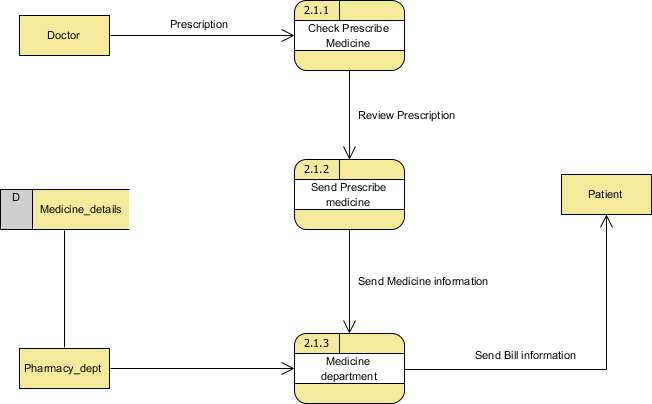 2.1.1
Prescription
Check Prescribe
Medicine
Doctor
Review Prescription
2.1.2
Send Prescribe
medicine
D
Medicine_details
Patient
Send Medicine information
2.1.3
Medicine
department
Send Bill information
Pharmacy_dept